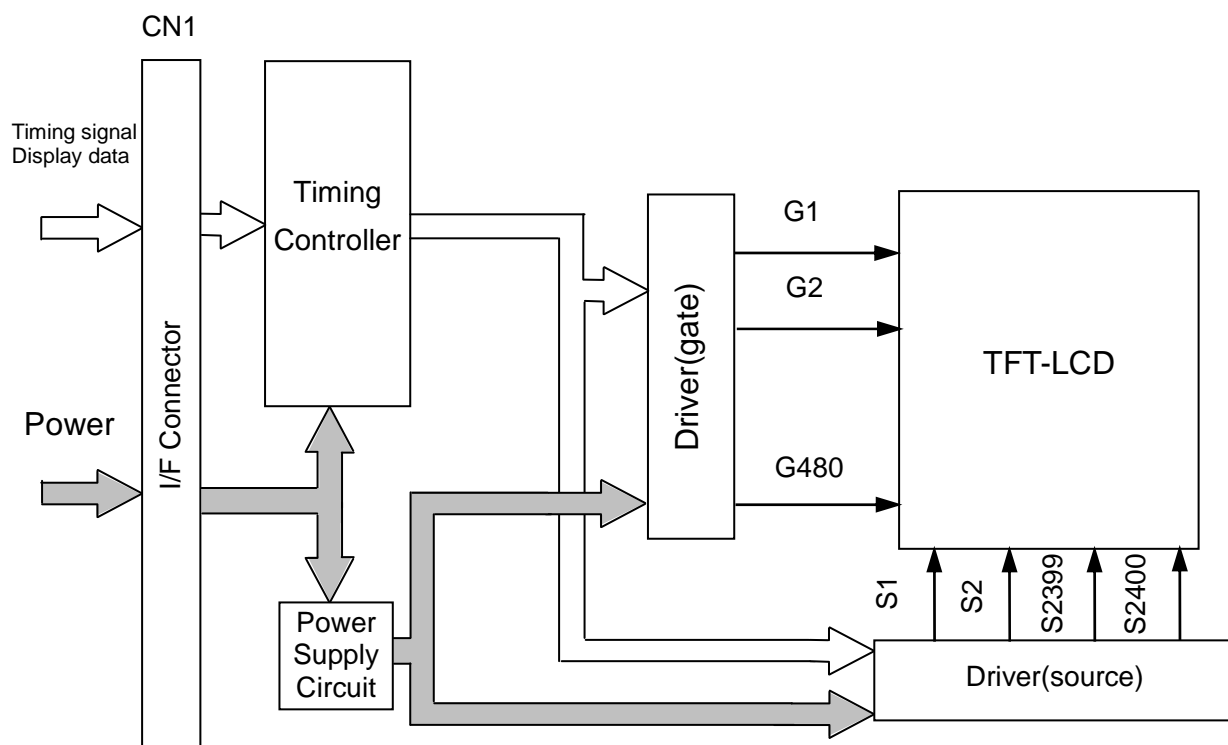 CN1
Timing signal
Display data
Timing
Controller
G1
G2
I/F Connector
Driver(gate)
TFT-LCD
Power
G480
S1
S2
S2399
S2400
Power
Supply
Circuit
Driver(source)